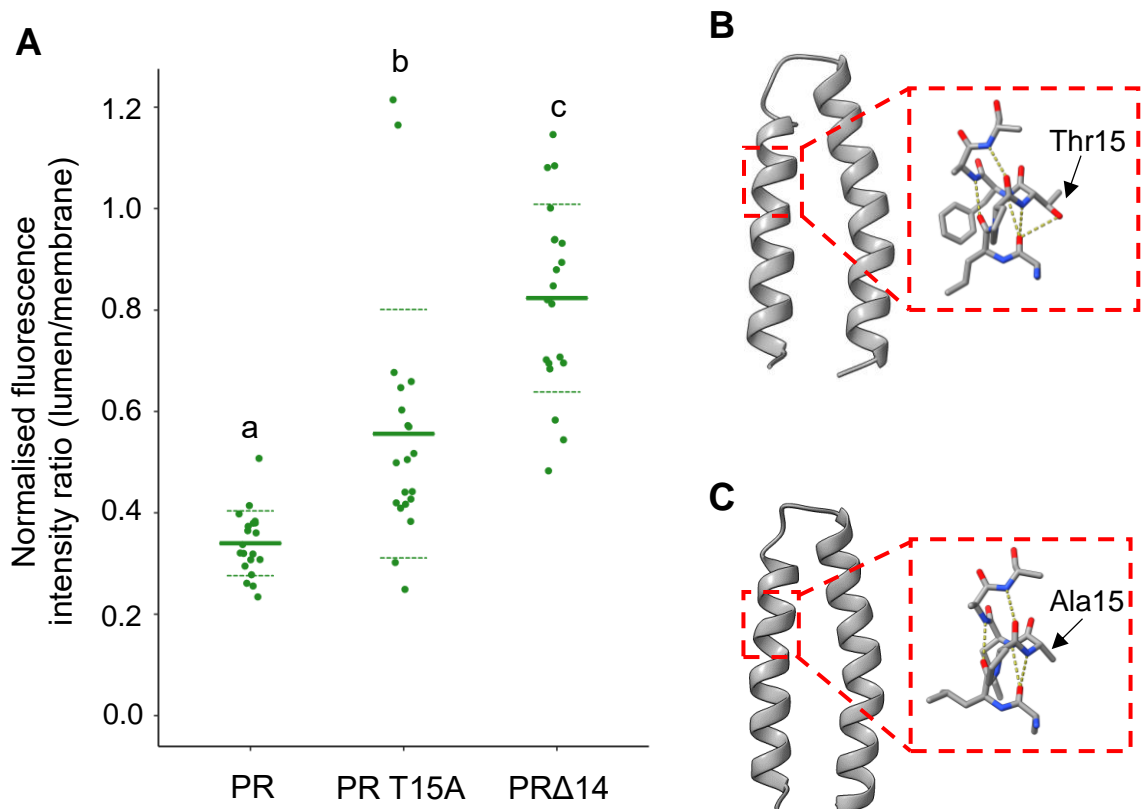 A
Normalised fluorescence
intensity ratio (lumen/membrane)
1.2
1.0
0.8
0.6
0.4
0.2
0.0
a
b
c
PR
PR T15A
PRΔ14
B
Thr15
C
Ala15